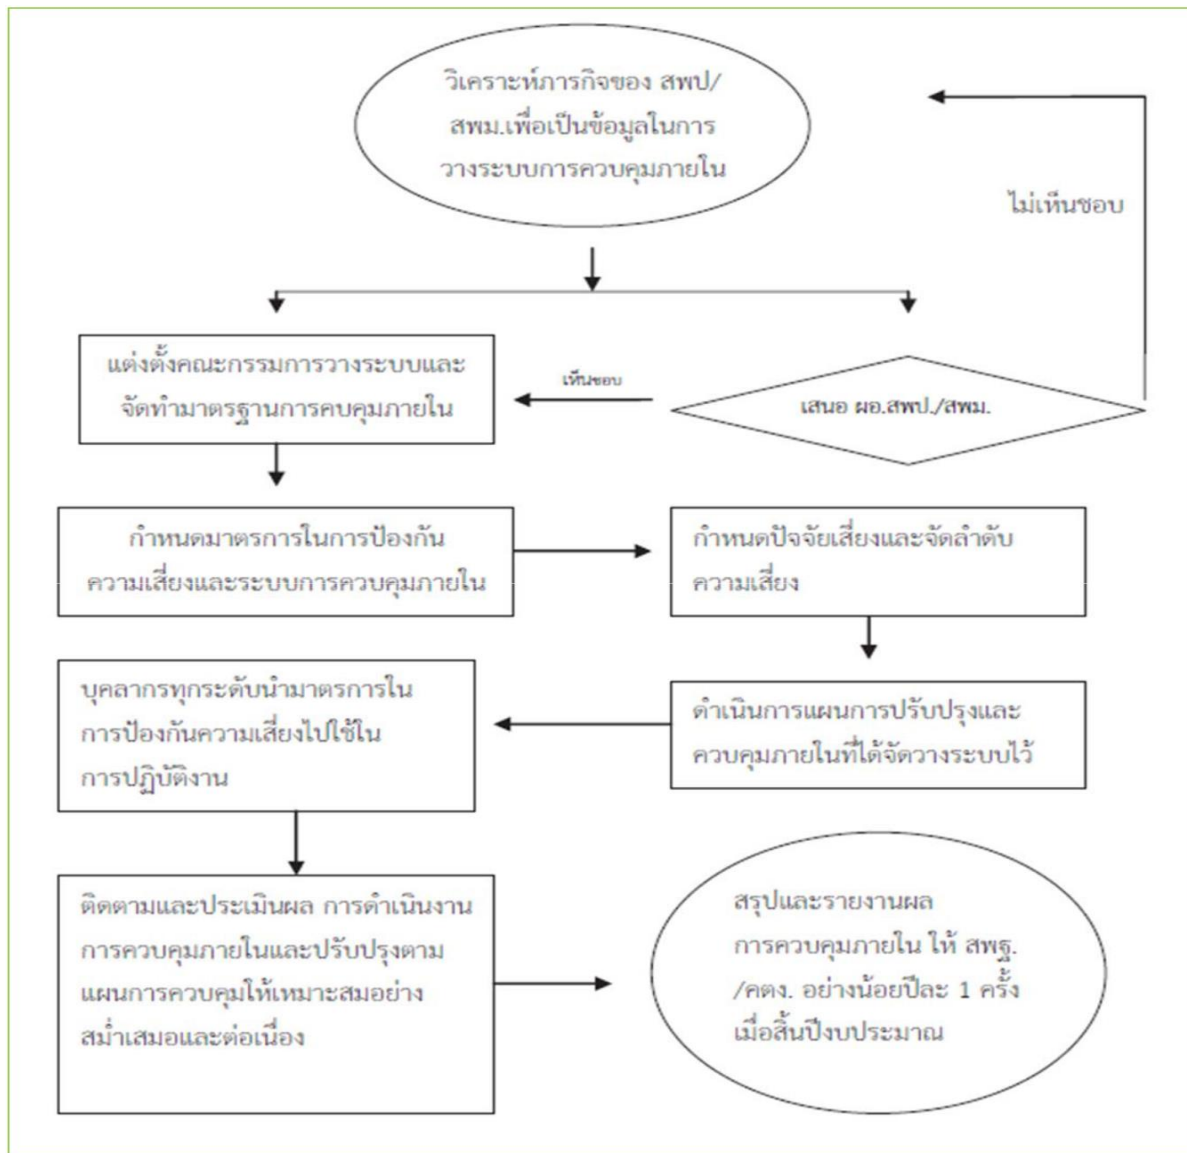 วิเคราะห์ภารกิจของ สพป/
สพม.เพื่อเป็นข้อมูลในการ
วางระบบการควบคุมภายใน
ไม่เห็นชอบ
แต่งตั้งคณะกรรมการวางระบบและ
จัดทำมาตรฐานการคบคุมภายใน
เห็นชอบ
เสนอ ผอ.สพป./สพม.
กำหนดมาตรการในการป้องกัน
ความเสี่ยงและระบบการควบคุมภายใน
กำหนดปัจจัยเสี่ยงและจัดลำดับ
ความเสี่ยง
บุคลากรทุกระดับนำมาตรการใน
การป้องกันความเสี่ยงไปใช้ใน
การปฏิบัติงาน
ดำเนินการแผนการปรับปรุงและ
ควบคุมภายในที่ได้จัดวางระบบไว้
ติดตามและประเมินผล การดำเนินงาน
การควบคุมภายในและปรับปรุงตาม
แผนการควบคุมให้เหมาะสมอย่าง
สม่ำเสมอและต่อเนื่อง
สรุปและรายงานผล
การควบคุมภายใน ให้ สพฐ.
/คตง. อย่างน้อยปีละ 1 ครั้ง
เมื่อสิ้นปีงบประมาณ